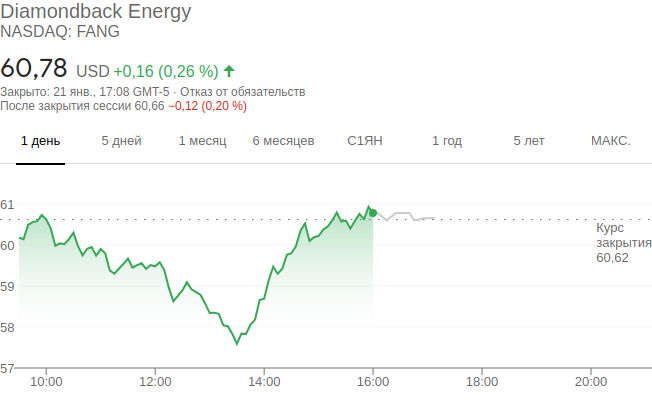 Diamondback Energy
NASDAQ: FANG
60,78 USD +0,16 (0,26 %)
Закрыто: 21 янв., 17:08 GMT-5 · Отказ от обязательств
После закрытия сессии 60,66 −0,12 (0,20 %)
1 день 5 дней 1 месяц 6 месяцев С1ЯН 1 год 5 лет МАКС.
61
60
59
58
57
Курс
закрытия
60,62
10:00 12:00 14:00 16:00 18:00 20:00